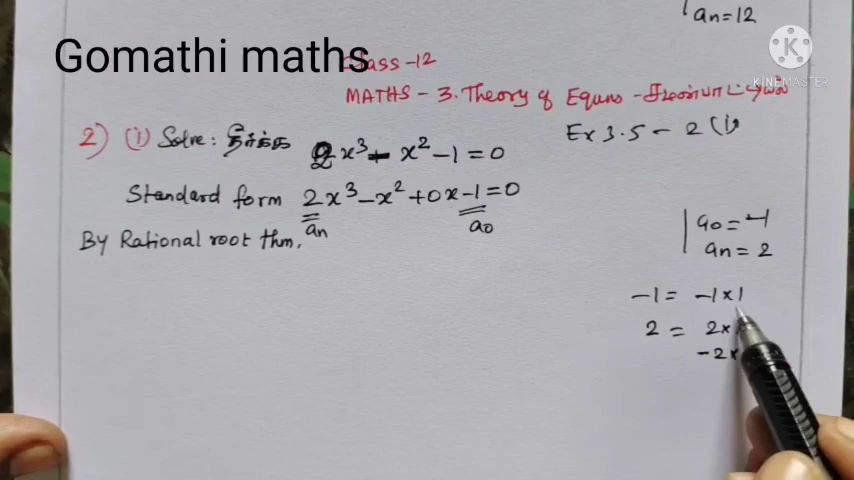 an=12
Gomathi maths
Class-12
KINEMASTER
MATHS - 3. Theory of Equns - சமன்பாட்டியல்
2) (i) Solve: தீர்க்க 2x³ - x² -1=0
Ex 3.5 - 2 (i)
Standard form 2x³ -x² +0x-1=0
an a0
By Rational root thm,
a0 = -1
an = 2
-1 = -1 x 1
2 = 2 x
-2 x